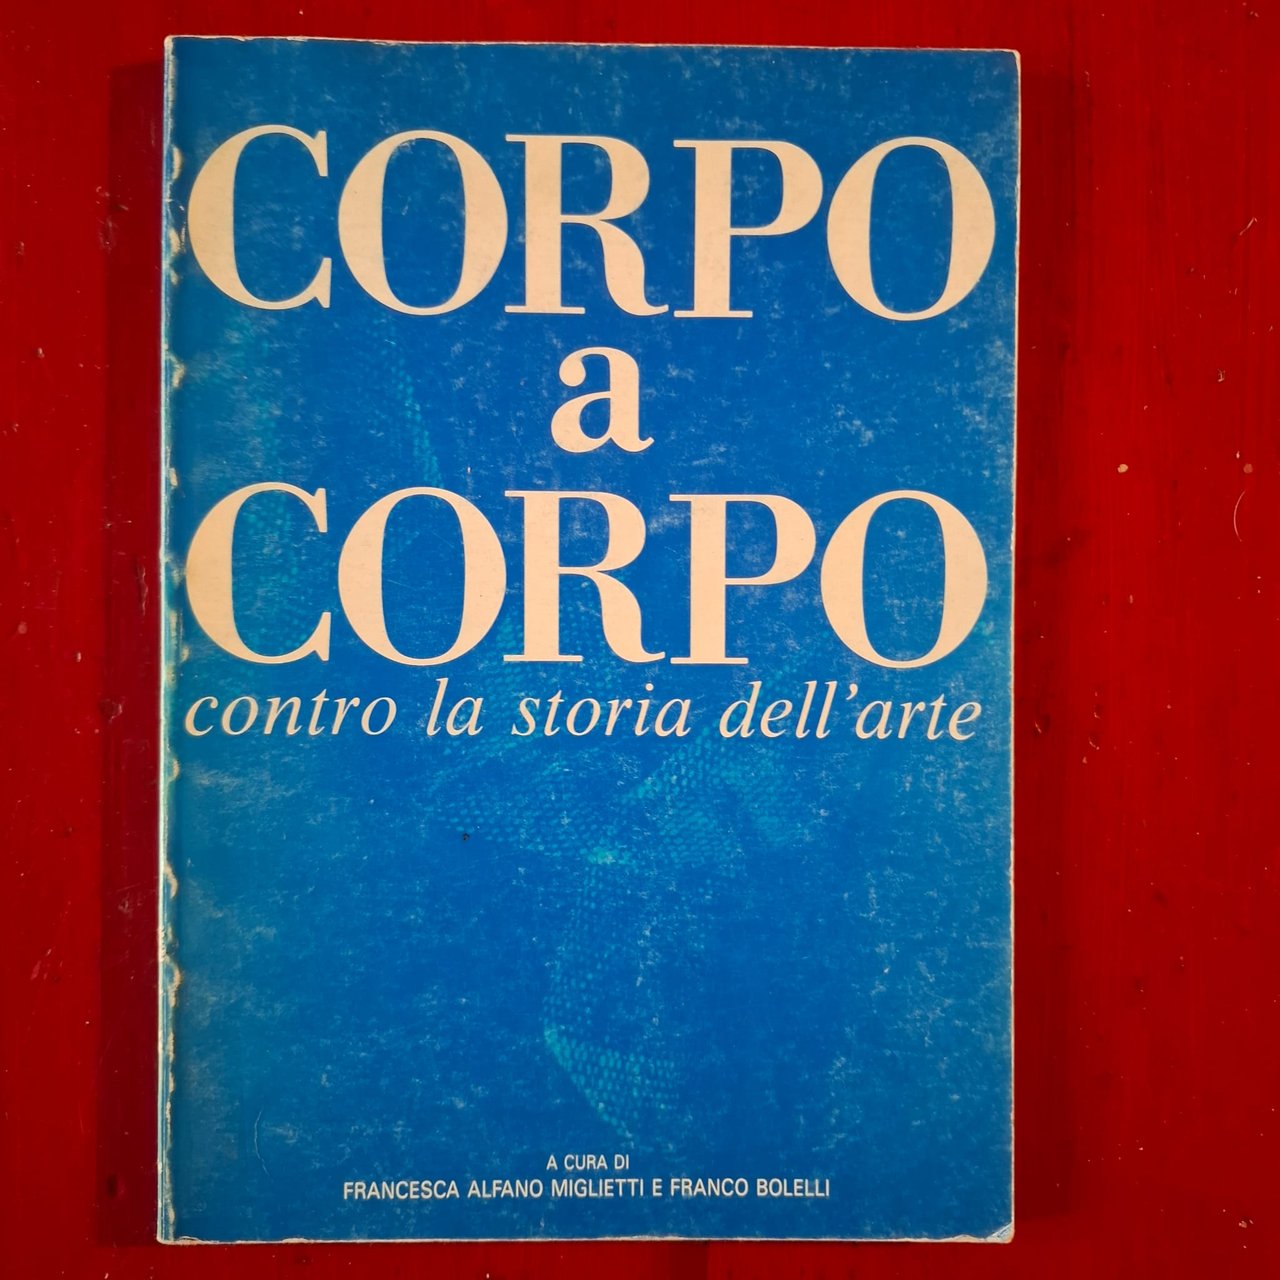 CORPO
a
CORPO
contro la storia dell'arte
A CURA DI
FRANCESCA ALFANO MIGLIETTI E FRANCO BOLELLI